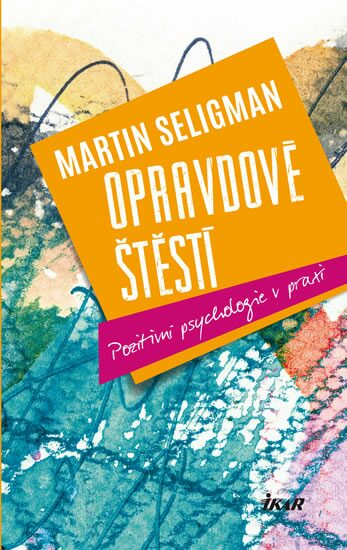 MARTIN SELIGMAN
OPRAVDOVÉ
ŠTĚSTÍ
Pozitivní psychologie v praxi
IKAR